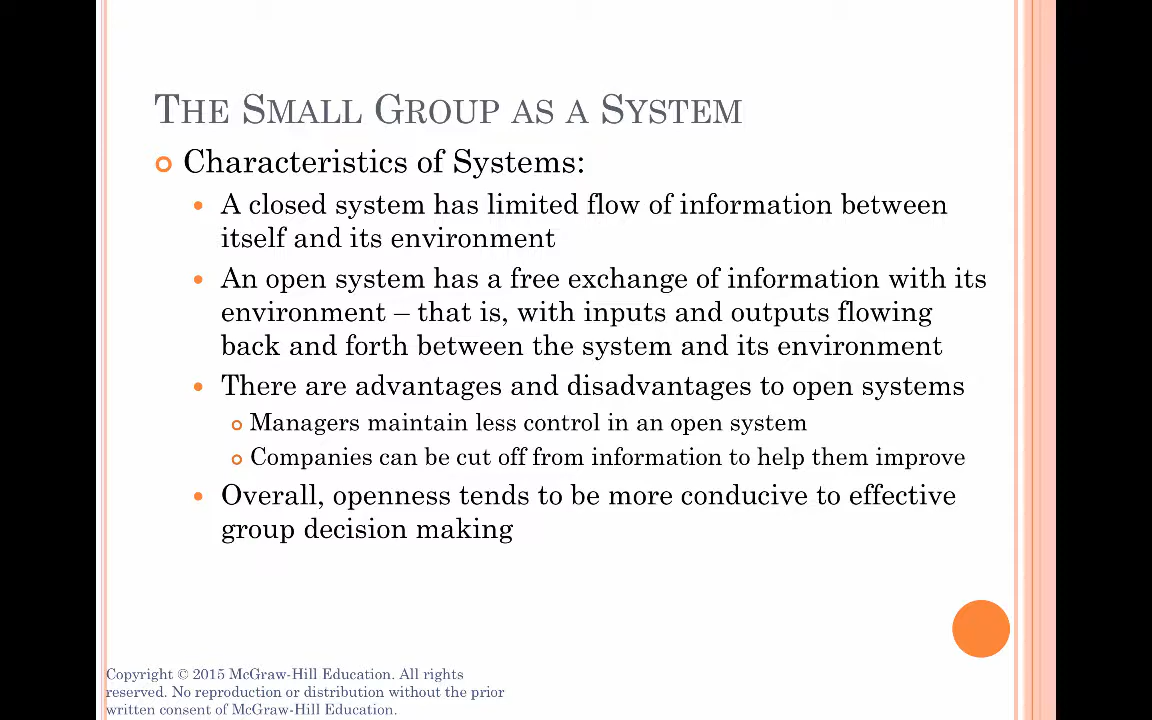 THE SMALL GROUP AS A SYSTEM
Characteristics of Systems:
A closed system has limited flow of information between
itself and its environment
An open system has a free exchange of information with its
environment – that is, with inputs and outputs flowing
back and forth between the system and its environment
There are advantages and disadvantages to open systems
Managers maintain less control in an open system
Companies can be cut off from information to help them improve
Overall, openness tends to be more conducive to effective
group decision making
Copyright © 2015 McGraw-Hill Education. All rights
reserved. No reproduction or distribution without the prior
written consent of McGraw-Hill Education.